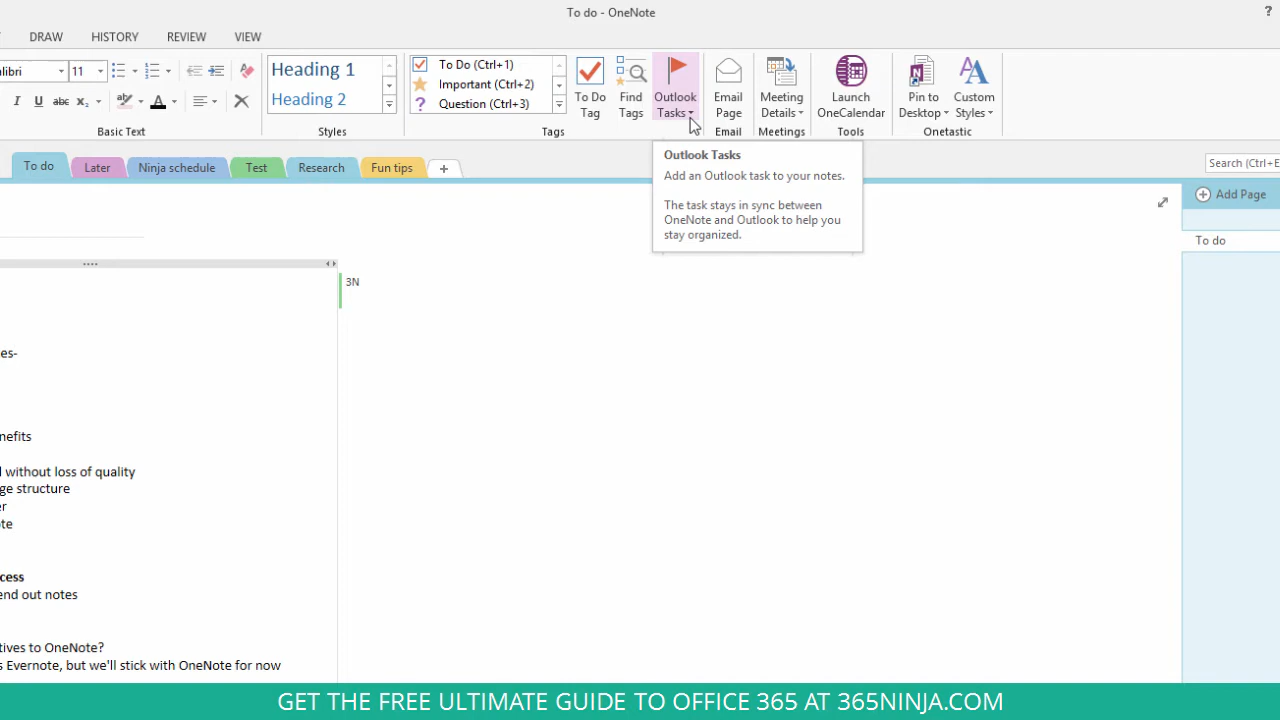 To do - OneNote
?
DRAW
HISTORY
REVIEW
VIEW
alibri
11
Heading 1
Heading 2
To Do (Ctrl+1)
Important (Ctrl+2)
Question (Ctrl+3)
To Do
Tag
Find
Tags
Outlook
Tasks
Email
Page
Meeting
Details
Launch
OneCalendar
Pin to
Desktop
Custom
Styles
Basic Text
Styles
Tags
Email
Meetings
Tools
Onetastic
To do
Later
Ninja schedule
Test
Research
Fun tips
Search (Ctrl+E
Outlook Tasks
Add an Outlook task to your notes.
The task stays in sync between
OneNote and Outlook to help you
stay organized.
Add Page
To do
3N
es-
nefits
l without loss of quality
ge structure
er
ote
cess
end out notes
tives to OneNote?
s Evernote, but we'll stick with OneNote for now
GET THE FREE ULTIMATE GUIDE TO OFFICE 365 AT 365NINJA.COM